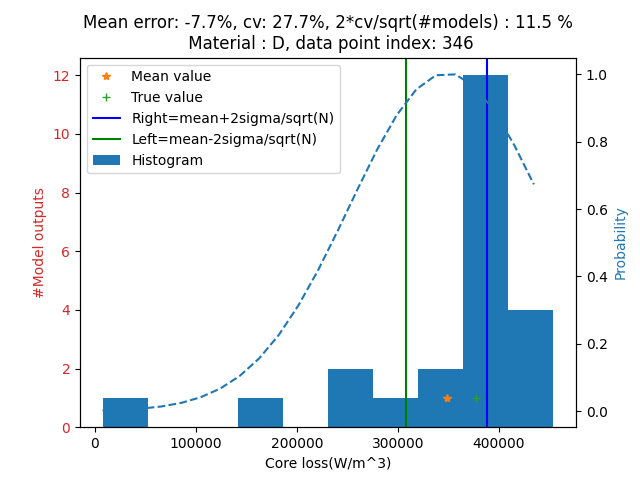 Mean error: -7.7%, cv: 27.7%, 2*cv/sqrt(#models) : 11.5 %
Material : D, data point index: 346
Mean value
True value
Right=mean+2sigma/sqrt(N)
Left=mean-2sigma/sqrt(N)
Histogram
#Model outputs
12
10
8
6
4
2
0
0
100000
200000
300000
400000
Core loss(W/m^3)
1.0
0.8
0.6
0.4
0.2
0.0
Probability